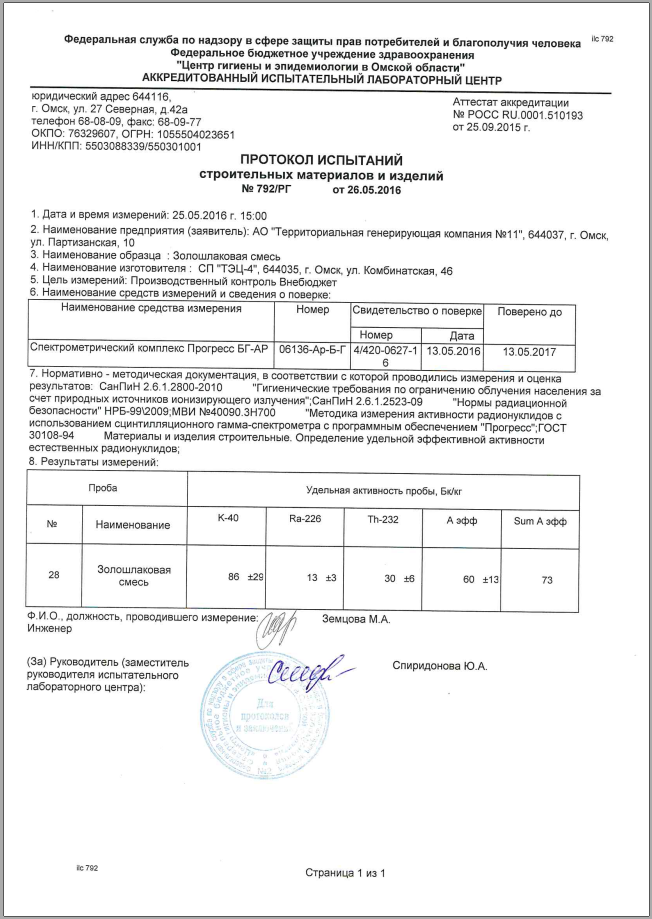 Федеральная служба по надзору в сфере защиты прав потребителей и благополучия человека
ilc 792
Федеральное бюджетное учреждение здравоохранения
"Центр гигиены и эпидемиологии в Омской области"
АККРЕДИТОВАННЫЙ ИСПЫТАТЕЛЬНЫЙ ЛАБОРАТОРНЫЙ ЦЕНТР
юридический адрес 644116,
г. Омск, ул. 27 Северная, д.42а
телефон 68-08-09, факс: 68-09-77
ОКПО: 76329607, ОГРН: 1055504023651
ИНН/КПП: 5503088339/550301001
Аттестат аккредитации
№ РОСС RU.0001.510193
от 25.09.2015 г.
ПРОТОКОЛ ИСПЫТАНИЙ
строительных материалов и изделий
№ 792/РГ от 26.05.2016
1. Дата и время измерений: 25.05.2016 г. 15:00
2. Наименование предприятия (заявитель): АО "Территориальная генерирующая компания №11", 644037, г. Омск,
ул. Партизанская, 10
3. Наименование образца : Золошлаковая смесь
4. Наименование изготовителя : СП "ТЭЦ-4", 644035, г. Омск, ул. Комбинатская, 46
5. Цель измерений: Производственный контроль Внебюджет
6. Наименование средств измерений и сведения о поверке:
Наименование средства измерения Номер Свидетельство о поверке Поверено до
Номер Дата
Спектрометрический комплекс Прогресс БГ-АР 06136-Ар-Б-Г 4/420-0627-1 13.05.2016 13.05.2017
6
7. Нормативно - методическая документация, в соответствии с которой проводились измерения и оценка
результатов: СанПиН 2.6.1.2800-2010 "Гигиенические требования по ограничению облучения населения за
счет природных источников ионизирующего излучения";СанПиН 2.6.1.2523-09 "Нормы радиационной
безопасности" НРБ-99\2009;МВИ №40090.3Н700 "Методика измерения активности радионуклидов с
использованием сцинтилляционного гамма-спектрометра с программным обеспечением "Прогресс";ГОСТ
30108-94 Материалы и изделия строительные. Определение удельной эффективной активности
естественных радионуклидов;
8. Результаты измерений:
Проба Удельная активность пробы, Бк/кг
№ Наименование K-40 Ra-226 Th-232 А эфф Sum А эфф
28 Золошлаковая 86 ±29 13 ±3 30 ±6 60 ±13 73
смесь
Ф.И.О., должность, проводившего измерение: Земцова М.А.
Инженер
(За) Руководитель (заместитель
руководителя испытательного
лабораторного центра):
Спиридонова Ю.А.
Для
протоколов
и заключений
ilc 792
Страница 1 из 1